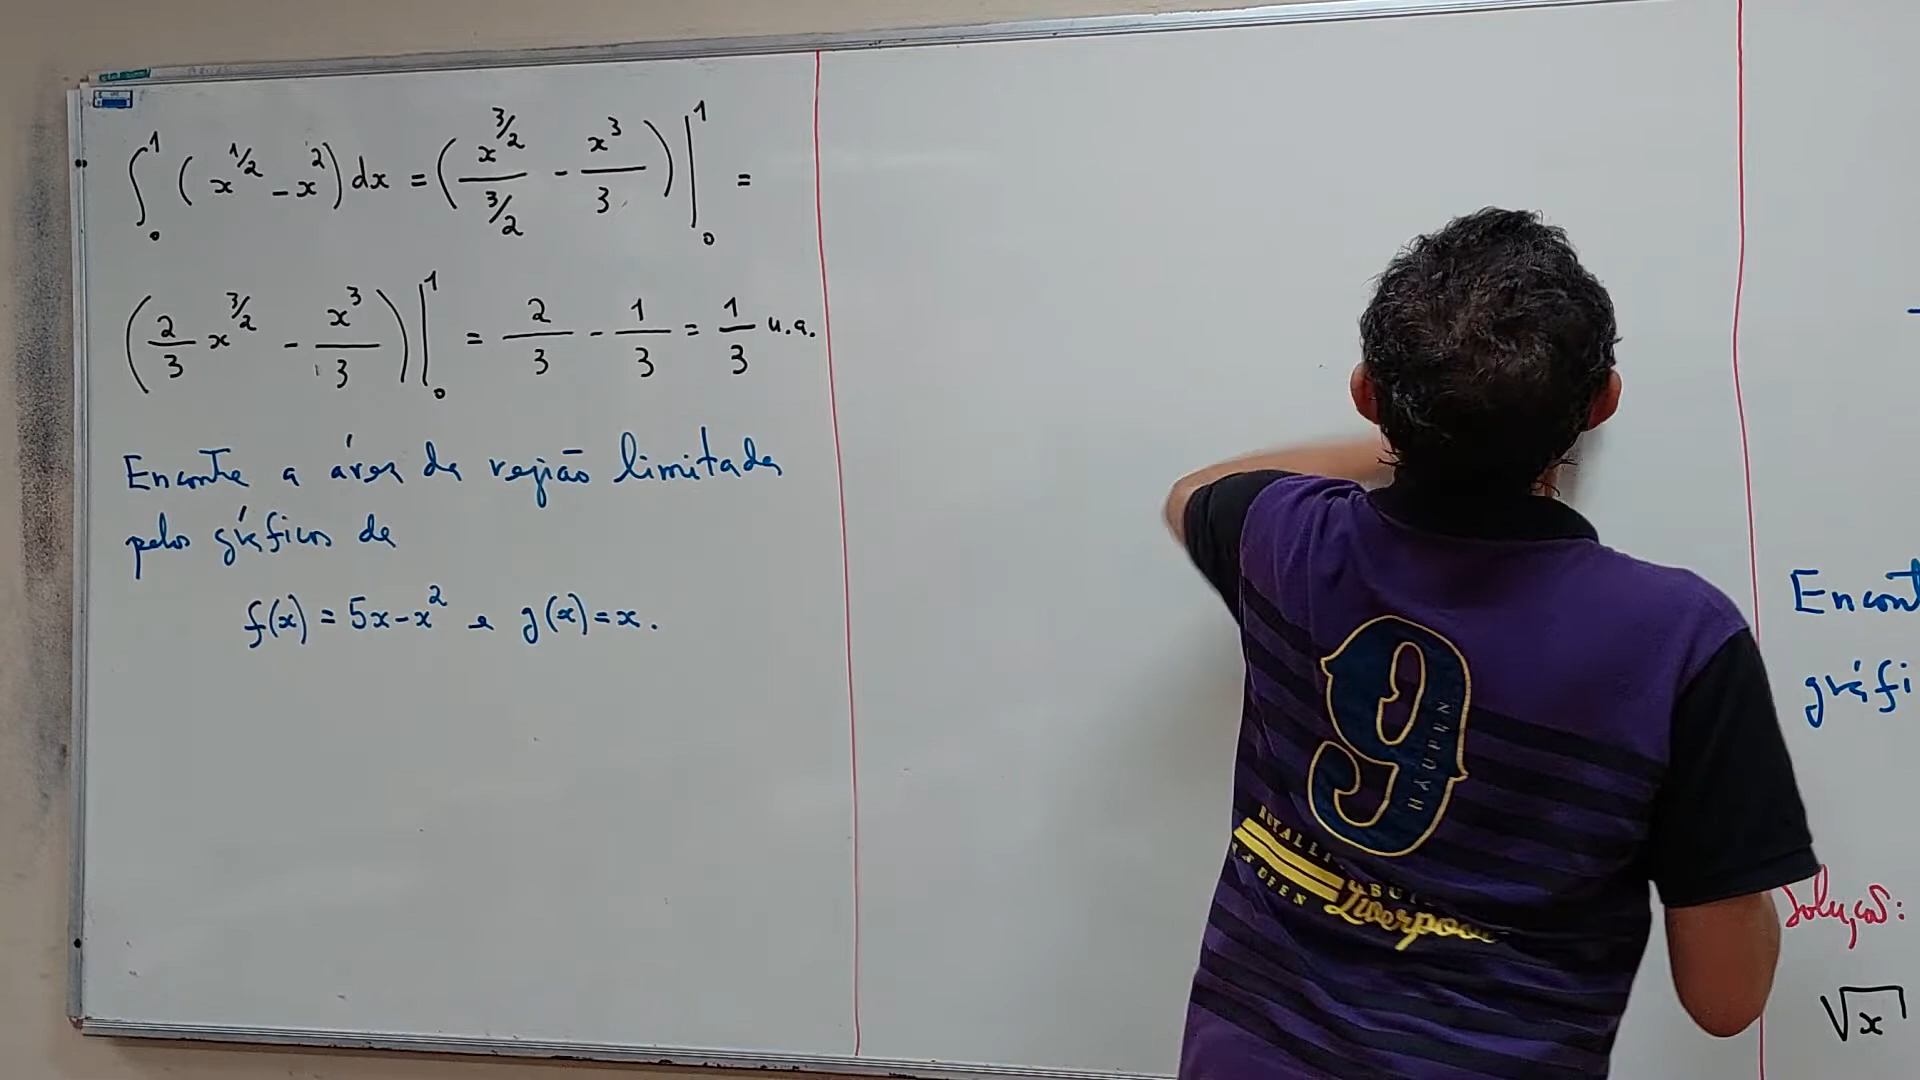 ∫₀¹ (x^{1/2} - x²) dx = (x^{3/2} / 3/2 - x³/3) |₀¹ =
(2/3 x^{3/2} - x³/3) |₀¹ = 2/3 - 1/3 = 1/3 u.a.
Encontre a área da região limitada
pelos gráficos de
f(x) = 5x - x² e g(x) = x.
9
Liverpool
Encont
gráfi
Solução:
√x